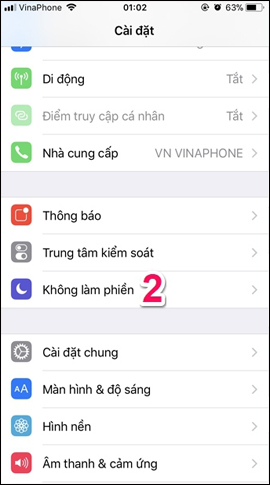 VinaPhone 01:02 63%
Cài đặt
Di động Tắt
Điểm truy cập cá nhân Tắt
Nhà cung cấp VN VINAPHONE
Thông báo
Trung tâm kiểm soát
Không làm phiền 2
Cài đặt chung
AA Màn hình & độ sáng
Hình nền
Âm thanh & cảm ứng